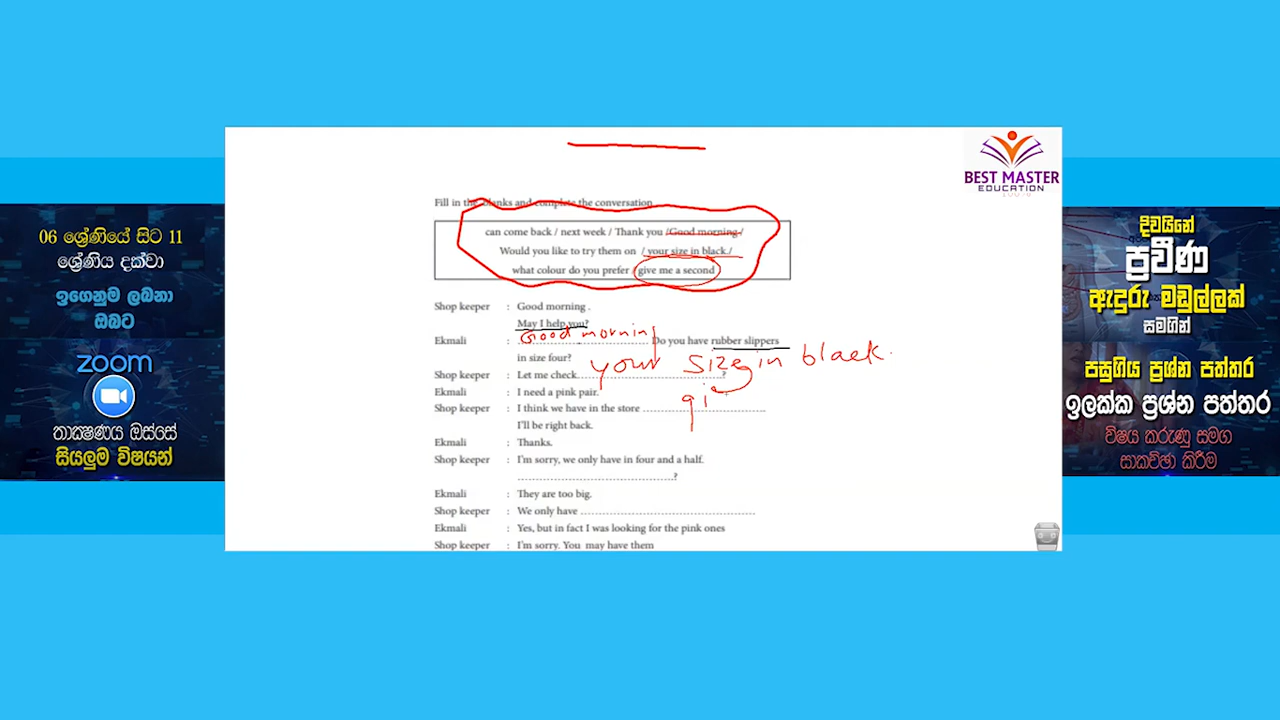 BEST MASTER
EDUCATION
Fill in the blanks and complete the conversation
can come back / next week / Thank you / Good morning /
Would you like to try them on / your size in black /
what colour do you prefer / give me a second
Shop keeper : Good morning .
May I help you?
Good morning
Ekmali : ............ Do you have rubber slippers
in size four?
your size in black.
Shop keeper : Let me check ............?
Ekmali : I need a pink pair.
gi
Shop keeper : I think we have in the store ............
I'll be right back.
Ekmali : Thanks.
Shop keeper : I'm sorry, we only have in four and a half.
............?
Ekmali : They are too big.
Shop keeper : We only have ............
Ekmali : Yes, but in fact I was looking for the pink ones
Shop keeper : I'm sorry. You may have them
06 ශ්‍රේණියේ සිට 11
ශ්‍රේණිය දක්වා
ඉගෙනුම ලබනා
ඔබට
zoom
තාක්ෂණය ඔස්සේ
සියලුම විෂයන්
දිවයිනේ
ප්‍රවීණ
ඇදුරු මඩුල්ලක්
සමගින්
පසුගිය ප්‍රශ්න පත්තර
ඉලක්ක ප්‍රශ්න පත්තර
විෂය කරුණු සමග
සාකච්ඡා කිරීම